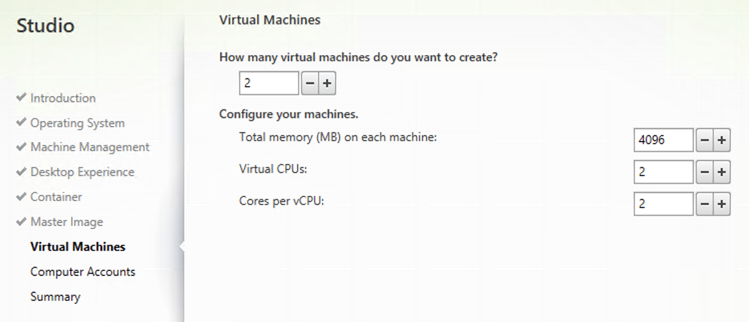 Studio
Introduction
Operating System
Machine Management
Desktop Experience
Container
Master Image
Virtual Machines
Computer Accounts
Summary
Virtual Machines
How many virtual machines do you want to create?
2
Configure your machines.
Total memory (MB) on each machine: 4096
Virtual CPUs: 2
Cores per vCPU: 2